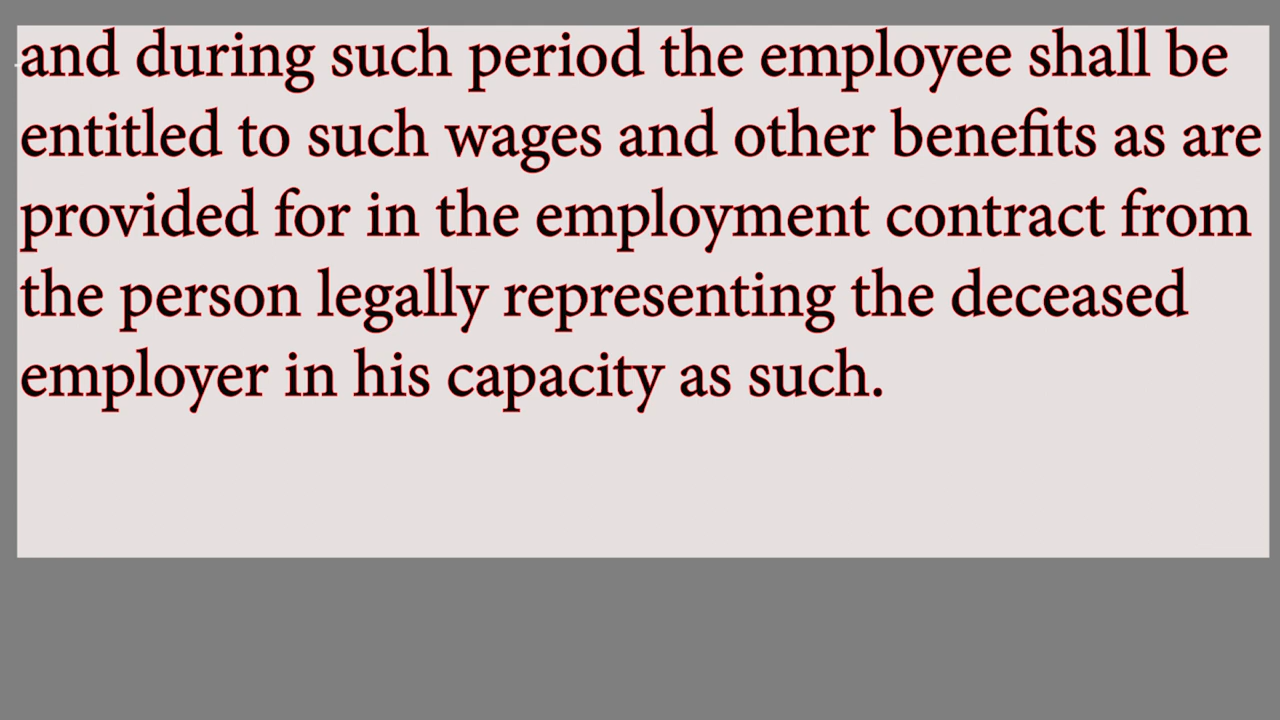 and during such period the employee shall be
entitled to such wages and other benefits as are
provided for in the employment contract from
the person legally representing the deceased
employer in his capacity as such.